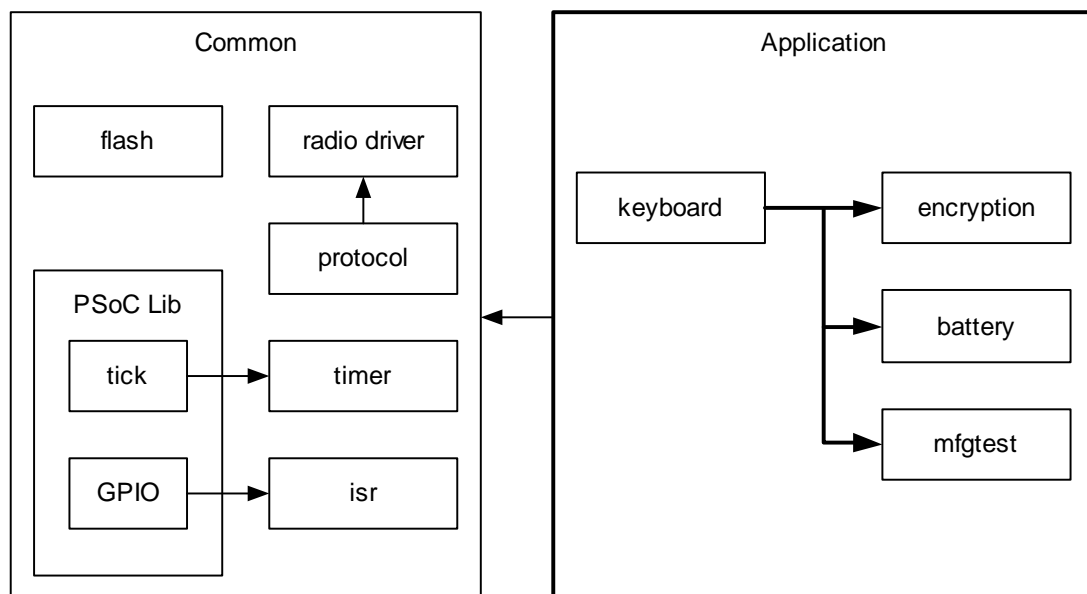 Common
flash
radio driver
protocol
PSoC Lib
tick
timer
GPIO
isr
Application
keyboard
encryption
battery
mfgtest